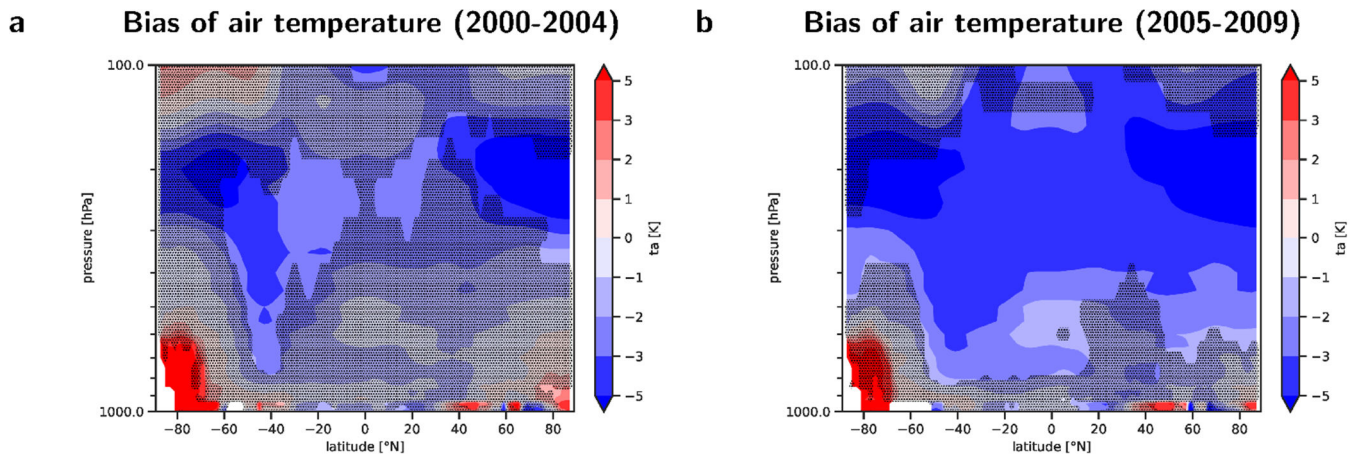 a Bias of air temperature (2000-2004)
100.0
1000.0
pressure [hPa]
−80 −60 −40 −20 0 20 40 60 80
latitude [°N]
5
3
2
1
0
−1
−2
−3
−5
ta [K]
b Bias of air temperature (2005-2009)
100.0
1000.0
pressure [hPa]
−80 −60 −40 −20 0 20 40 60 80
latitude [°N]
5
3
2
1
0
−1
−2
−3
−5
ta [K]